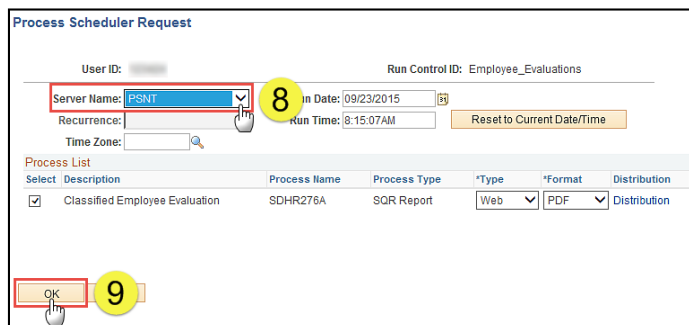 Process Scheduler Request
User ID: Run Control ID: Employee_Evaluations
Server Name: PSNT 8 un Date: 09/23/2015 31
Recurrence: Run Time: 8:15:07AM Reset to Current Date/Time
Time Zone:
Process List
Select Description Process Name Process Type *Type *Format Distribution
Classified Employee Evaluation SDHR276A SQR Report Web PDF Distribution
OK 9